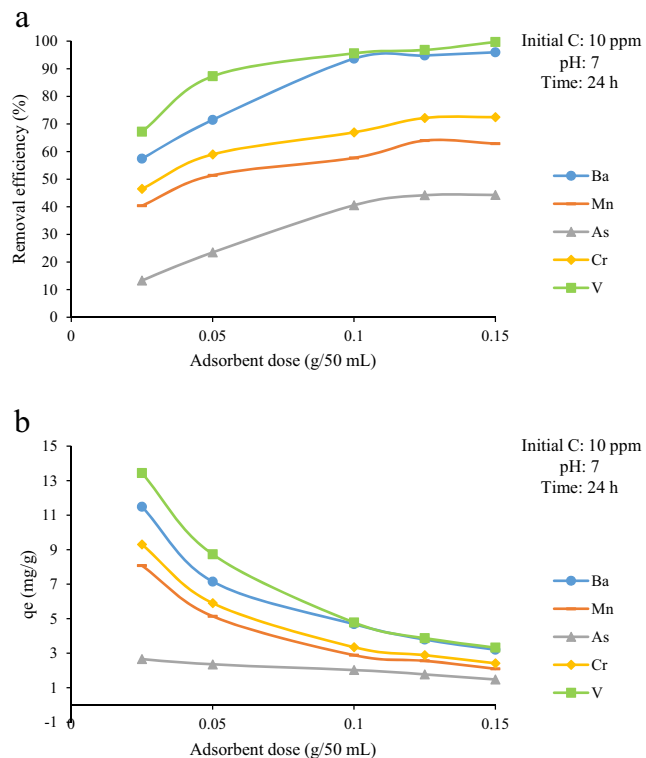 a
Initial C: 10 ppm
pH: 7
Time: 24 h
Removal efficiency (%)
100
90
80
70
60
50
40
30
20
10
0
0
0.05
0.1
0.15
Adsorbent dose (g/50 mL)
Ba
Mn
As
Cr
V
b
Initial C: 10 ppm
pH: 7
Time: 24 h
qe (mg/g)
15
13
11
9
7
5
3
1
-1
0
0.05
0.1
0.15
Adsorbent dose (g/50 mL)
Ba
Mn
As
Cr
V